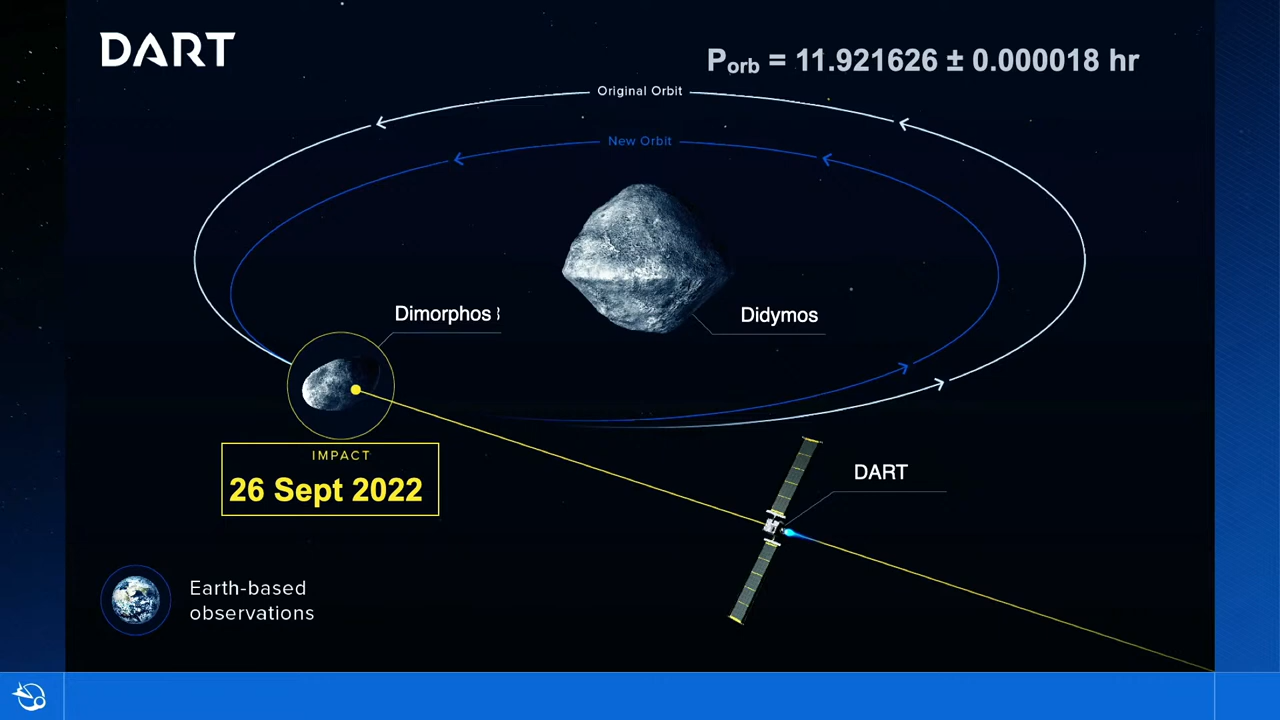 DART
Porb = 11.921626 ± 0.000018 hr
Original Orbit
New Orbit
Dimorphos
Didymos
IMPACT
26 Sept 2022
DART
Earth-based
observations